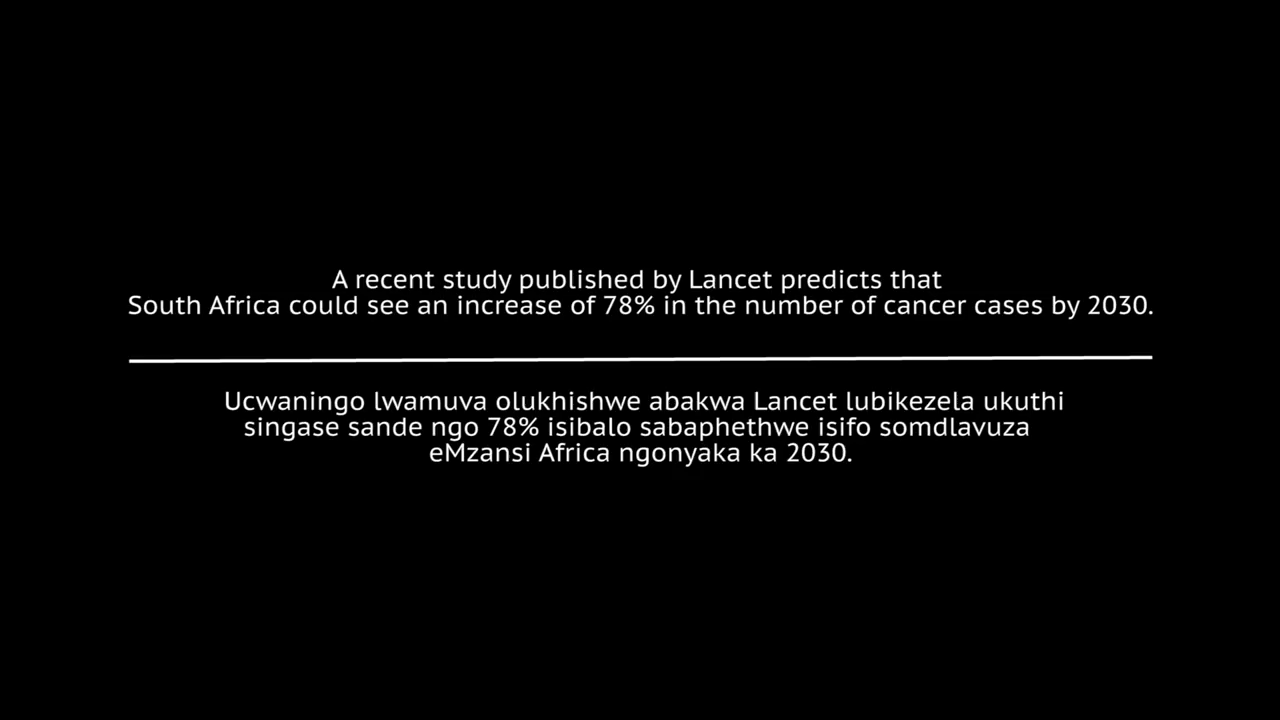 A recent study published by Lancet predicts that
South Africa could see an increase of 78% in the number of cancer cases by 2030.
Ucwaningo lwamuva olukhishwe abakwa Lancet lubikezela ukuthi
singase sande ngo 78% isibalo sabaphethwe isifo somdlavuza
eMzansi Africa ngonyaka ka 2030.